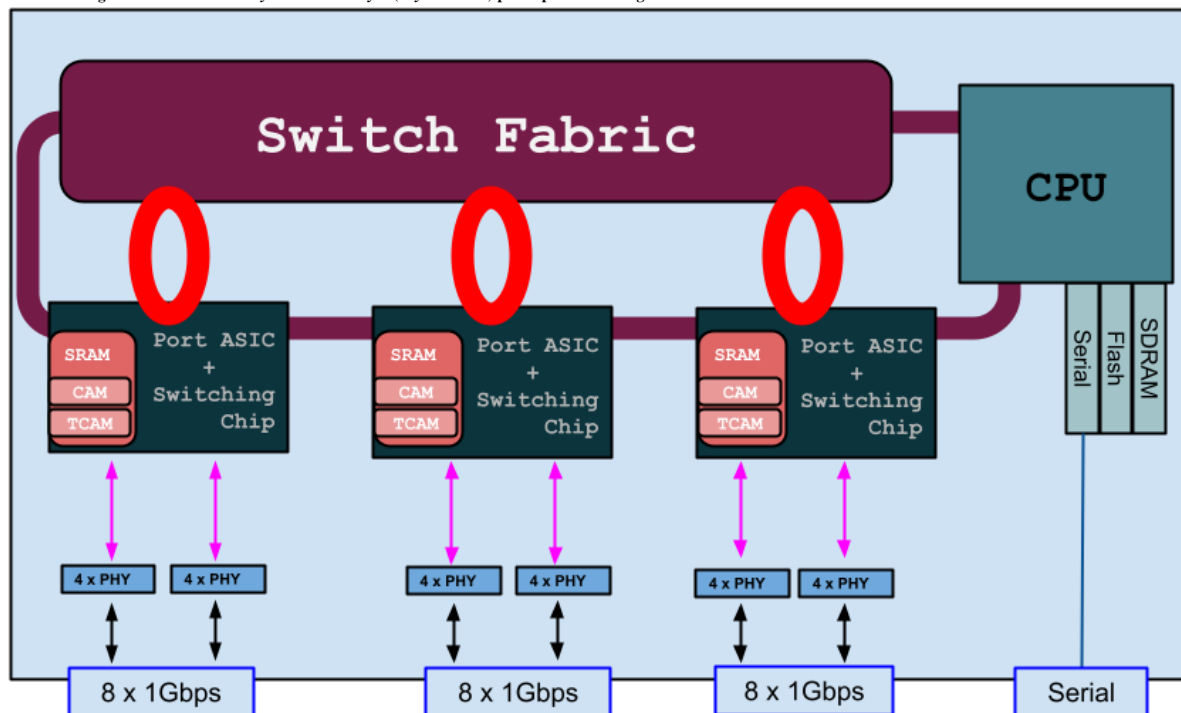 Switch Fabric
CPU
SRAM
CAM
TCAM
Port ASIC
+
Switching
Chip
SRAM
CAM
TCAM
Port ASIC
+
Switching
Chip
SRAM
CAM
TCAM
Port ASIC
+
Switching
Chip
Serial
Flash
SDRAM
4 x PHY
4 x PHY
4 x PHY
4 x PHY
4 x PHY
4 x PHY
8 x 1Gbps
8 x 1Gbps
8 x 1Gbps
Serial